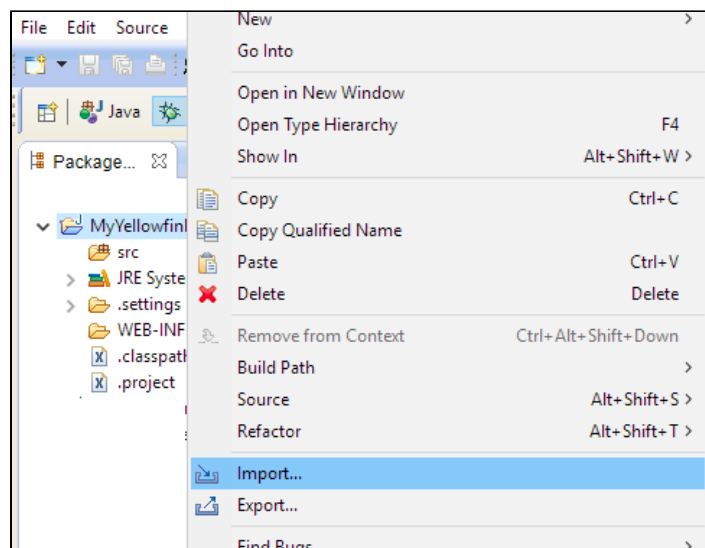 File Edit Source
Java
Package...
MyYellowfin
src
JRE Syste
.settings
WEB-INF
.classpath
.project
New
Go Into
Open in New Window
Open Type Hierarchy F4
Show In Alt+Shift+W >
Copy Ctrl+C
Copy Qualified Name
Paste Ctrl+V
Delete Delete
Remove from Context Ctrl+Alt+Shift+Down
Build Path >
Source Alt+Shift+S >
Refactor Alt+Shift+T >
Import...
Export...
Find Bugs